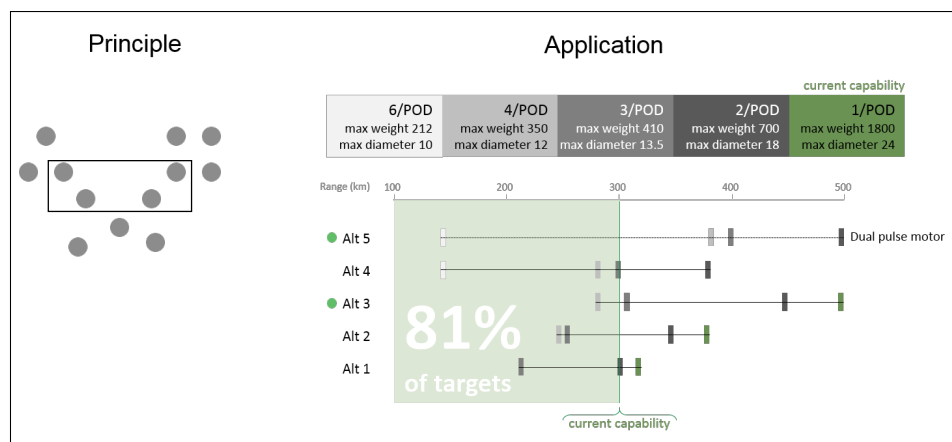 Principle
Application
current capability
6/POD
max weight 212
max diameter 10
4/POD
max weight 350
max diameter 12
3/POD
max weight 410
max diameter 13.5
2/POD
max weight 700
max diameter 18
1/POD
max weight 1800
max diameter 24
Range (km) 100 200 300 400 500
Alt 5 Dual pulse motor
Alt 4
Alt 3
81%
Alt 2
Alt 1
of targets
current capability